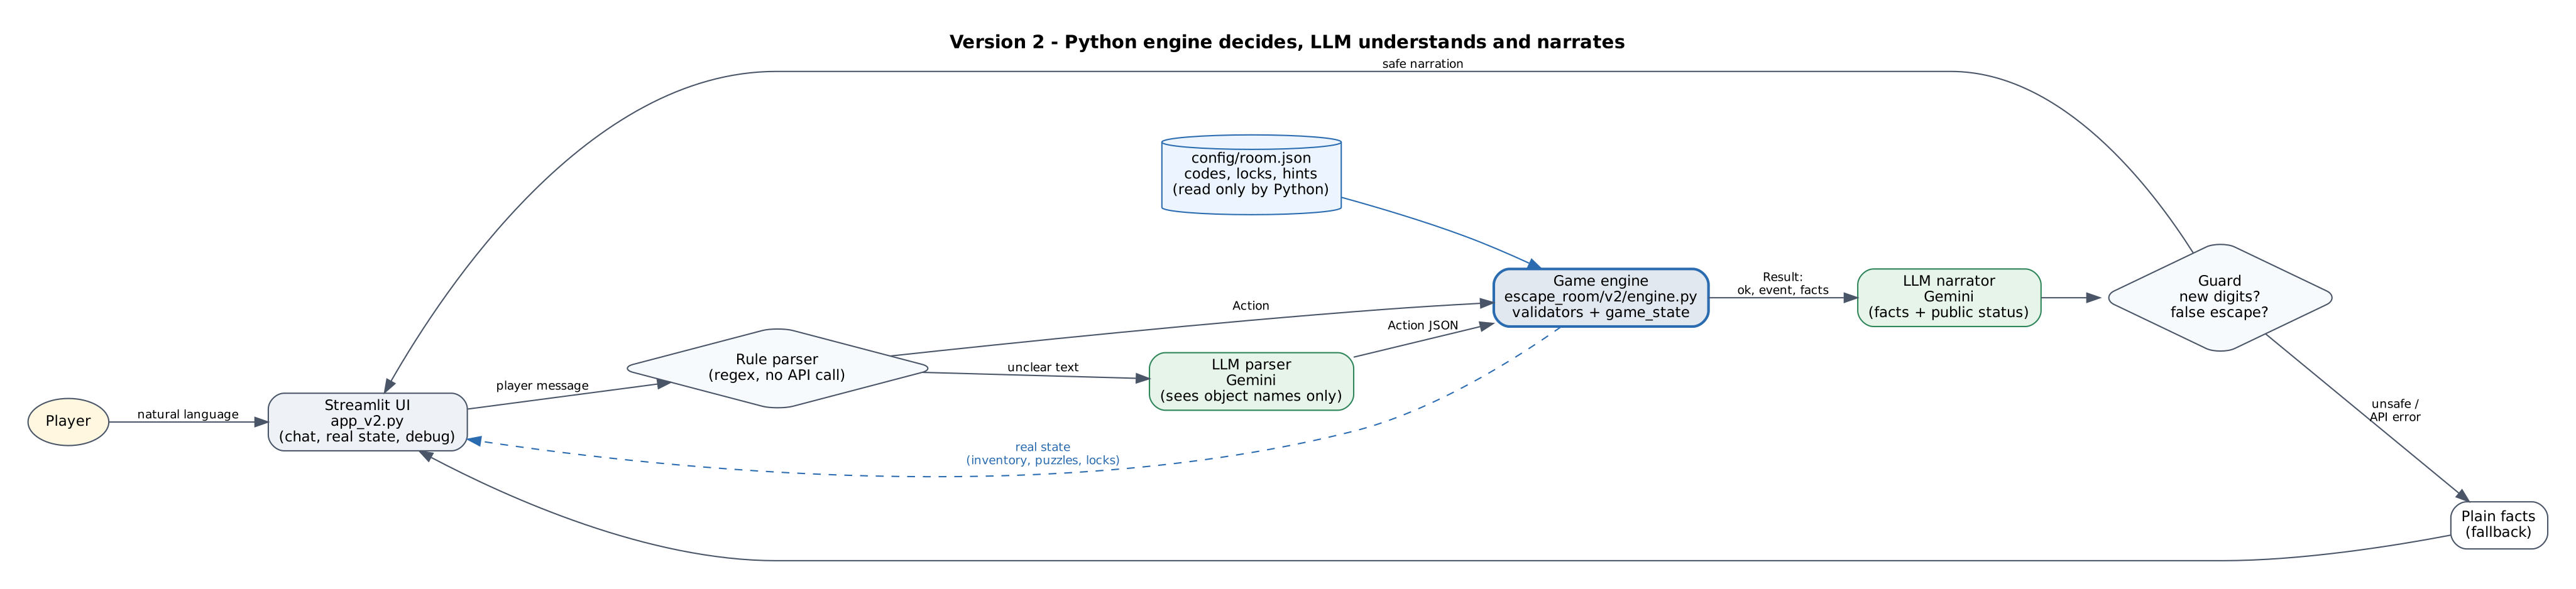 Version 2 - Python engine decides, LLM understands and narrates
safe narration
config/room.json
codes, locks, hints
(read only by Python)
Game engine
escape_room/v2/engine.py
validators + game_state
Result:
ok, event, facts
LLM narrator
Gemini
(facts + public status)
Guard
new digits?
false escape?
Action
Action JSON
Rule parser
(regex, no API call)
unclear text
LLM parser
Gemini
(sees object names only)
player message
Player
natural language
Streamlit UI
app_v2.py
(chat, real state, debug)
real state
(inventory, puzzles, locks)
unsafe /
API error
Plain facts
(fallback)